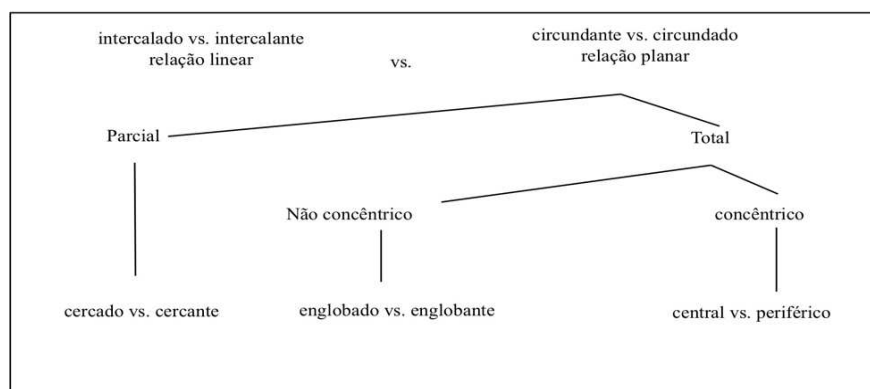 intercalado vs. intercalante
relação linear
vs.
circundante vs. circundado
relação planar
Parcial
Total
Não concêntrico
concêntrico
cercado vs. cercante
englobado vs. englobante
central vs. periférico